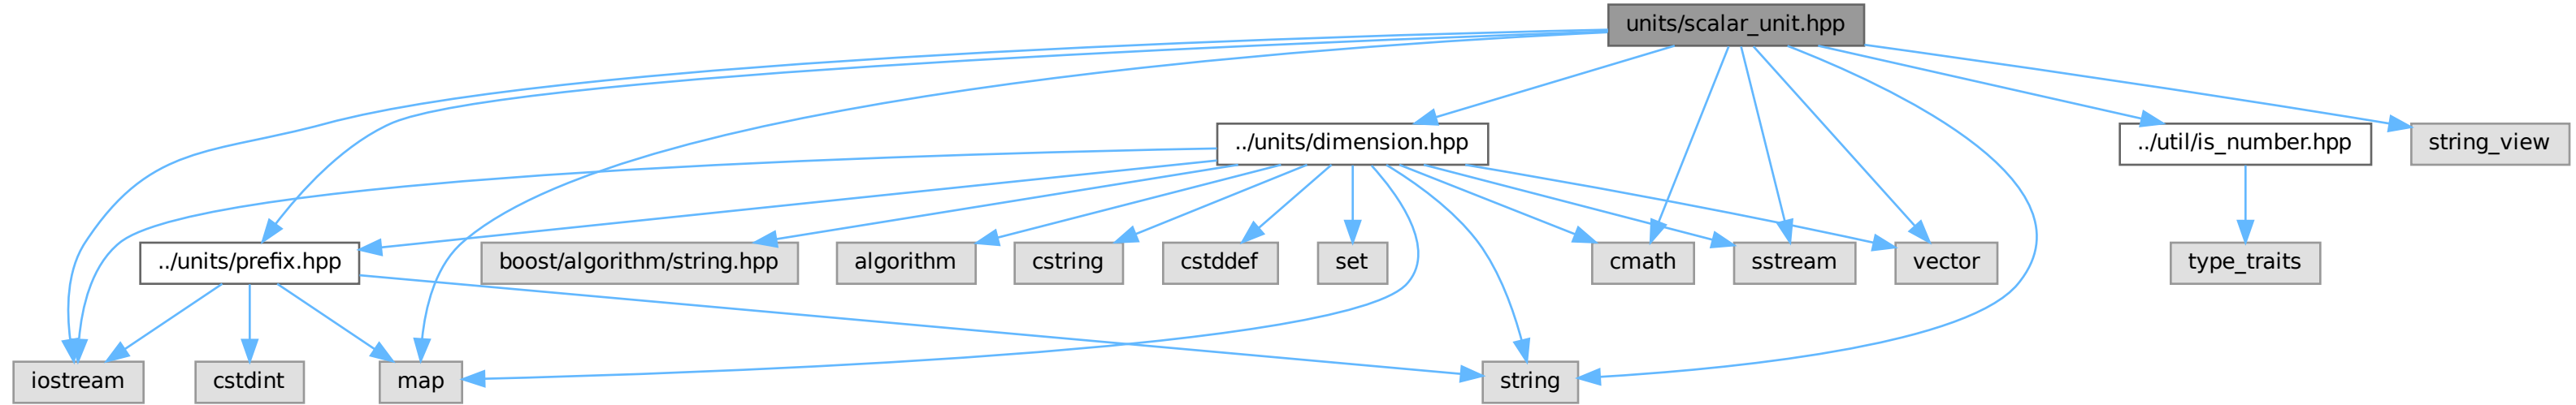 units/scalar_unit.hpp
../units/dimension.hpp
../util/is_number.hpp
string_view
../units/prefix.hpp
boost/algorithm/string.hpp
algorithm
cstring
cstddef
set
cmath
sstream
vector
type_traits
iostream
cstdint
map
string